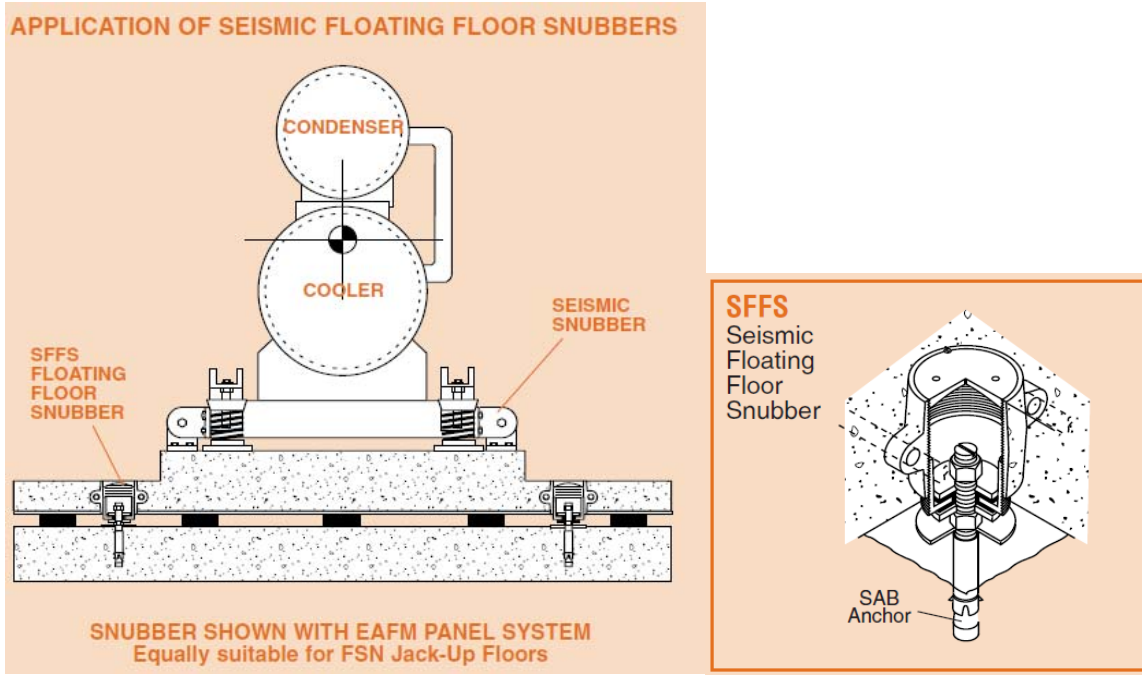 APPLICATION OF SEISMIC FLOATING FLOOR SNUBBERS
CONDENSER
COOLER
SEISMIC
SNUBBER
SFFS
FLOATING
FLOOR
SNUBBER
SNUBBER SHOWN WITH EAFM PANEL SYSTEM
Equally suitable for FSN Jack-Up Floors
SFFS
Seismic
Floating
Floor
Snubber
SAB
Anchor